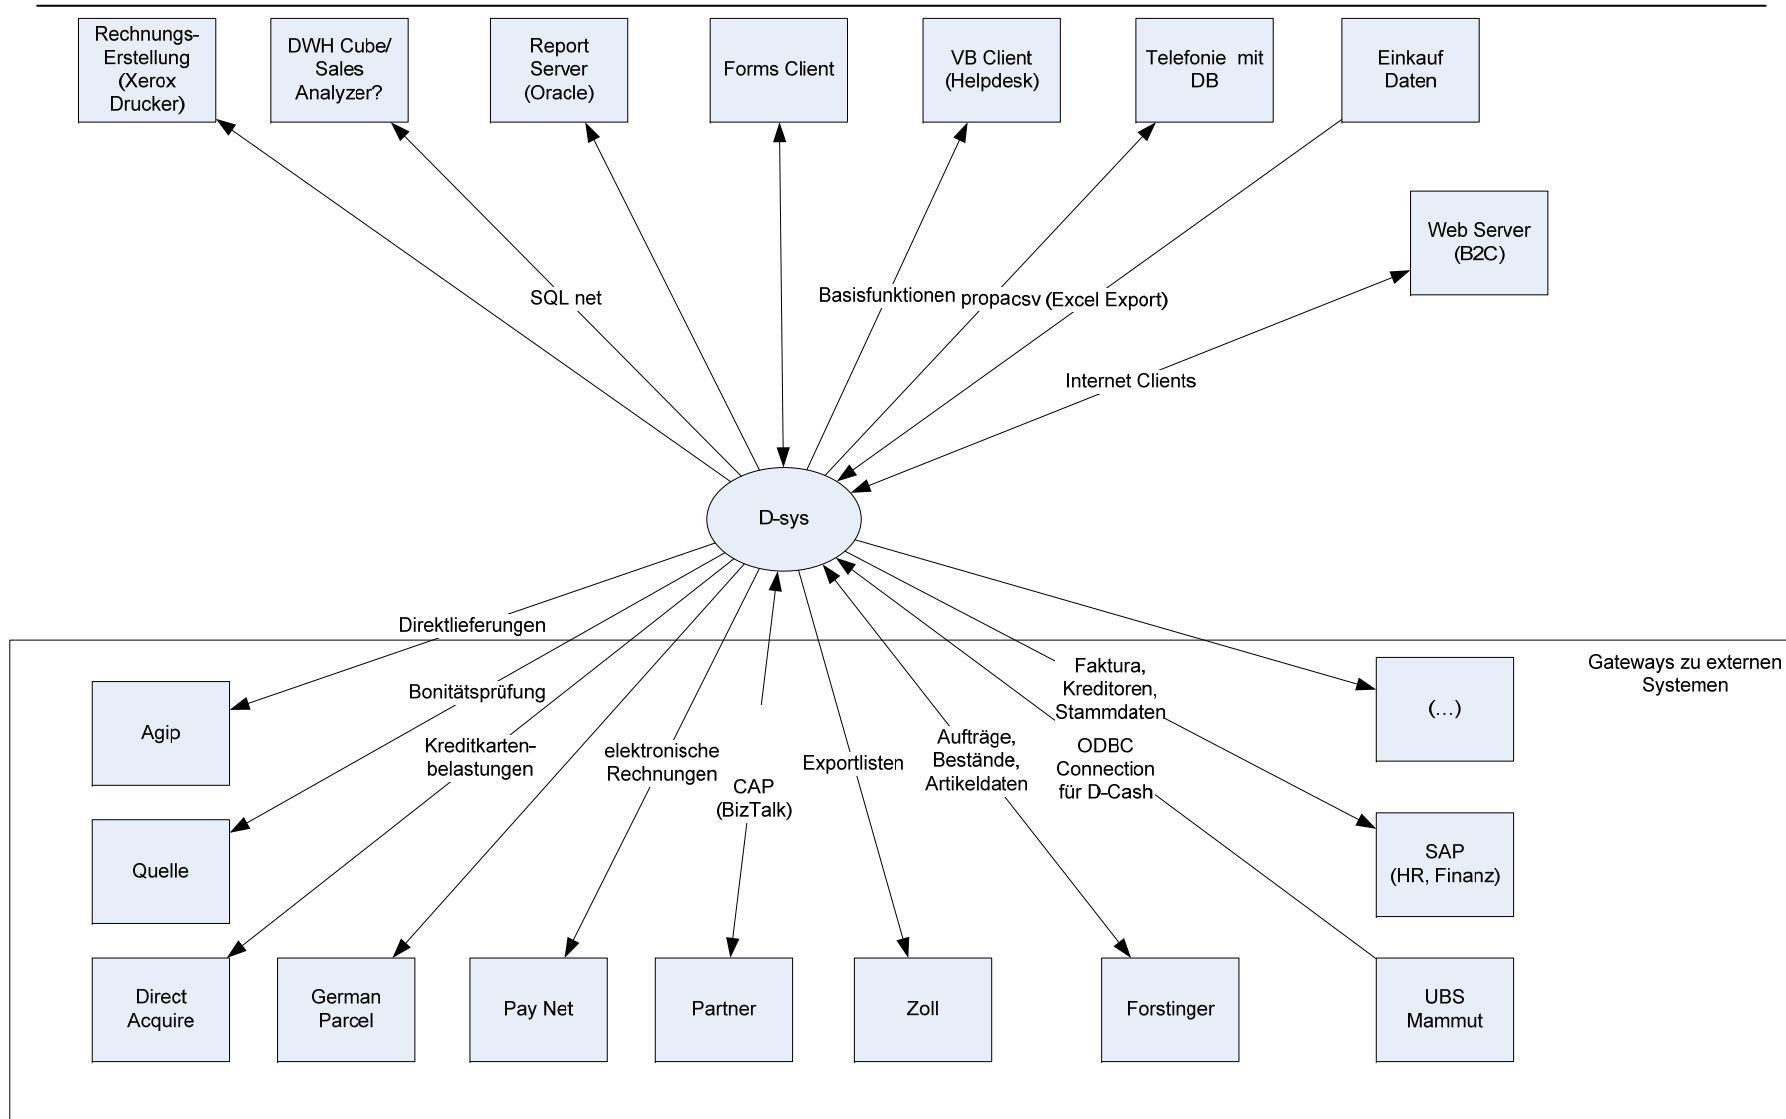 Rechnungs-
Erstellung
(Xerox
Drucker)
DWH Cube/
Sales
Analyzer?
Report
Server
(Oracle)
Forms Client
VB Client
(Helpdesk)
Telefonie mit
DB
Einkauf
Daten
Web Server
(B2C)
SQL net
Basisfunktionen
propacsv (Excel Export)
Internet Clients
D-sys
Direktlieferungen
Gateways zu externen
Systemen
Bonitätsprüfung
Kreditkarten-
belastungen
elektronische
Rechnungen
CAP
(BizTalk)
Exportlisten
Aufträge,
Bestände,
Artikeldaten
Faktura,
Kreditoren,
Stammdaten
ODBC
Connection
für D-Cash
(...)
Agip
Quelle
SAP
(HR, Finanz)
Direct
Acquire
German
Parcel
Pay Net
Partner
Zoll
Forstinger
UBS
Mammut